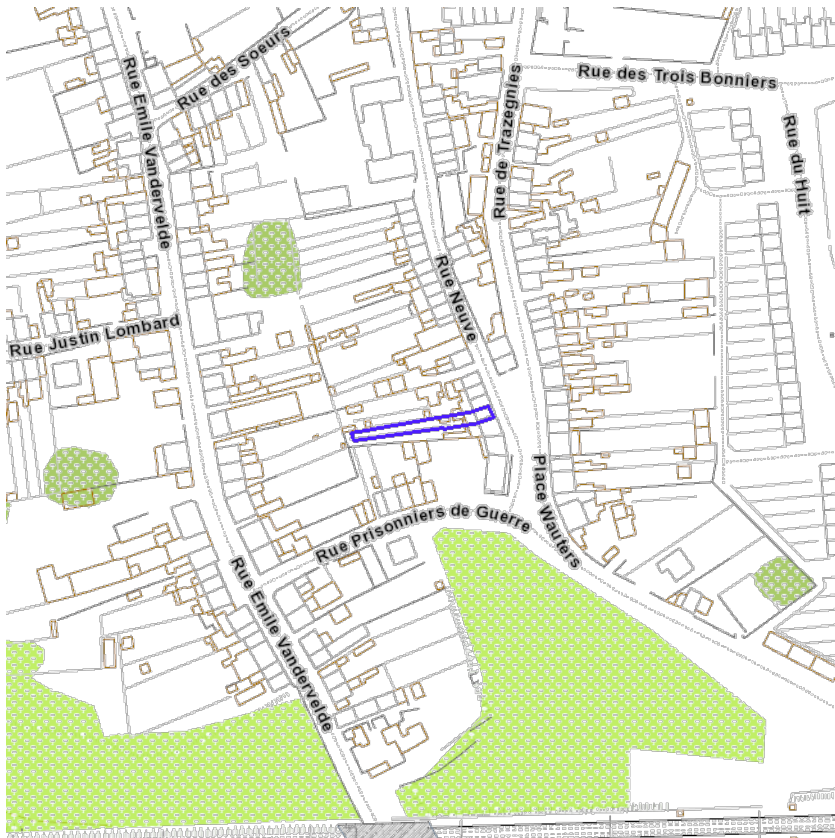 Rue des Soeurs
Rue Emile Vandervelde
Rue des Trois Bonniers
Rue de Trazegnies
Rue du Huit
Rue Neuve
Rue Justin Lombard
Place Wauters
Rue Prisonniers de Guerre
Rue Emile Vandervelde